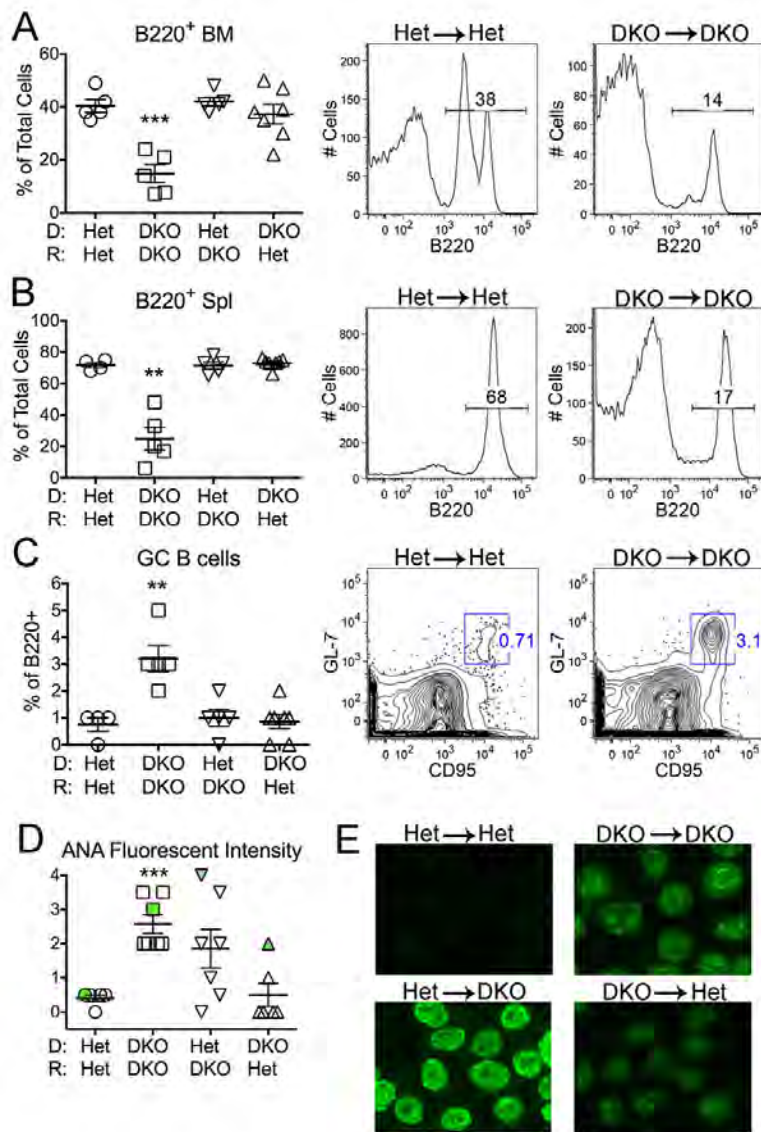 A
B220+ BM
% of Total Cells
60
40
20
0
***
D: Het DKO Het DKO
R: Het DKO DKO Het
Het → Het
# Cells
200
150
100
50
0
38
0 10² 10³ 10⁴ 10⁵
B220
DKO → DKO
# Cells
100
80
60
40
20
0
14
0 10² 10³ 10⁴ 10⁵
B220
B
B220+ Spl
% of Total Cells
100
80
60
40
20
0
**
D: Het DKO Het DKO
R: Het DKO DKO Het
Het → Het
# Cells
800
600
400
200
0
68
0 10² 10³ 10⁴ 10⁵
B220
DKO → DKO
# Cells
200
150
100
50
0
17
0 10² 10³ 10⁴ 10⁵
B220
C
GC B cells
% of B220+
6
5
4
3
2
1
0
**
D: Het DKO Het DKO
R: Het DKO DKO Het
Het → Het
GL-7
10⁵
10⁴
10³
10²
0
0.71
0 10² 10³ 10⁴ 10⁵
CD95
DKO → DKO
GL-7
10⁵
10⁴
10³
10²
0
3.1
0 10² 10³ 10⁴ 10⁵
CD95
D
ANA Fluorescent Intensity
4
3
2
1
0
***
D: Het DKO Het DKO
R: Het DKO DKO Het
E
Het → Het
DKO → DKO
Het → DKO
DKO → Het